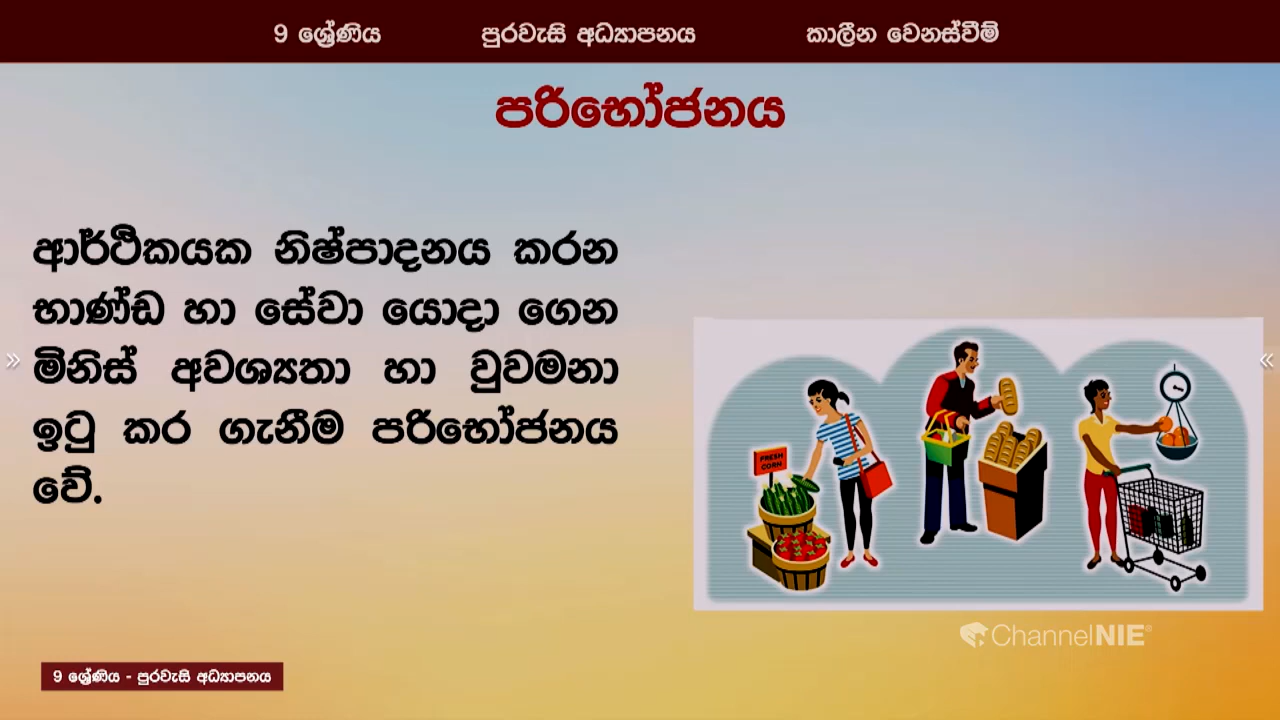 9 ශ්‍රේණිය පුරවැසි අධ්‍යාපනය කාලීන වෙනස්වීම්
පරිභෝජනය
ආර්ථිකයක නිෂ්පාදනය කරන
භාණ්ඩ හා සේවා යොදා ගෙන
මිනිස් අවශ්‍යතා හා වුවමනා
ඉටු කර ගැනීම පරිභෝජනය
වේ.
FRESH
CORN
ChannelNIE
9 ශ්‍රේණිය - පුරවැසි අධ්‍යාපනය